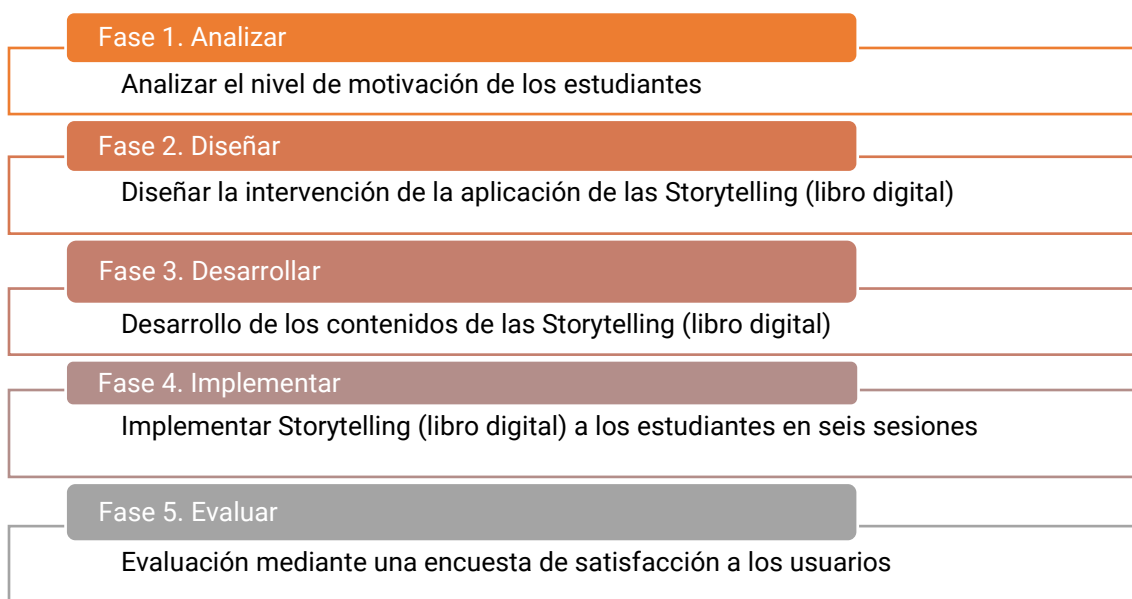 Fase 1. Analizar
Analizar el nivel de motivación de los estudiantes
Fase 2. Diseñar
Diseñar la intervención de la aplicación de las Storytelling (libro digital)
Fase 3. Desarrollar
Desarrollo de los contenidos de las Storytelling (libro digital)
Fase 4. Implementar
Implementar Storytelling (libro digital) a los estudiantes en seis sesiones
Fase 5. Evaluar
Evaluación mediante una encuesta de satisfacción a los usuarios